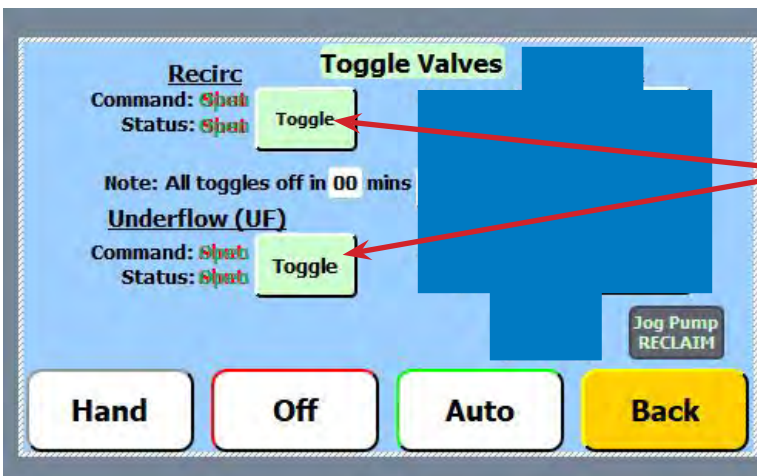 Toggle Valves
Recirc
Command:
Status:
Toggle
Note: All toggles off in 00 mins
Underflow (UF)
Command:
Status:
Toggle
Jog Pump
RECLAIM
Hand
Off
Auto
Back